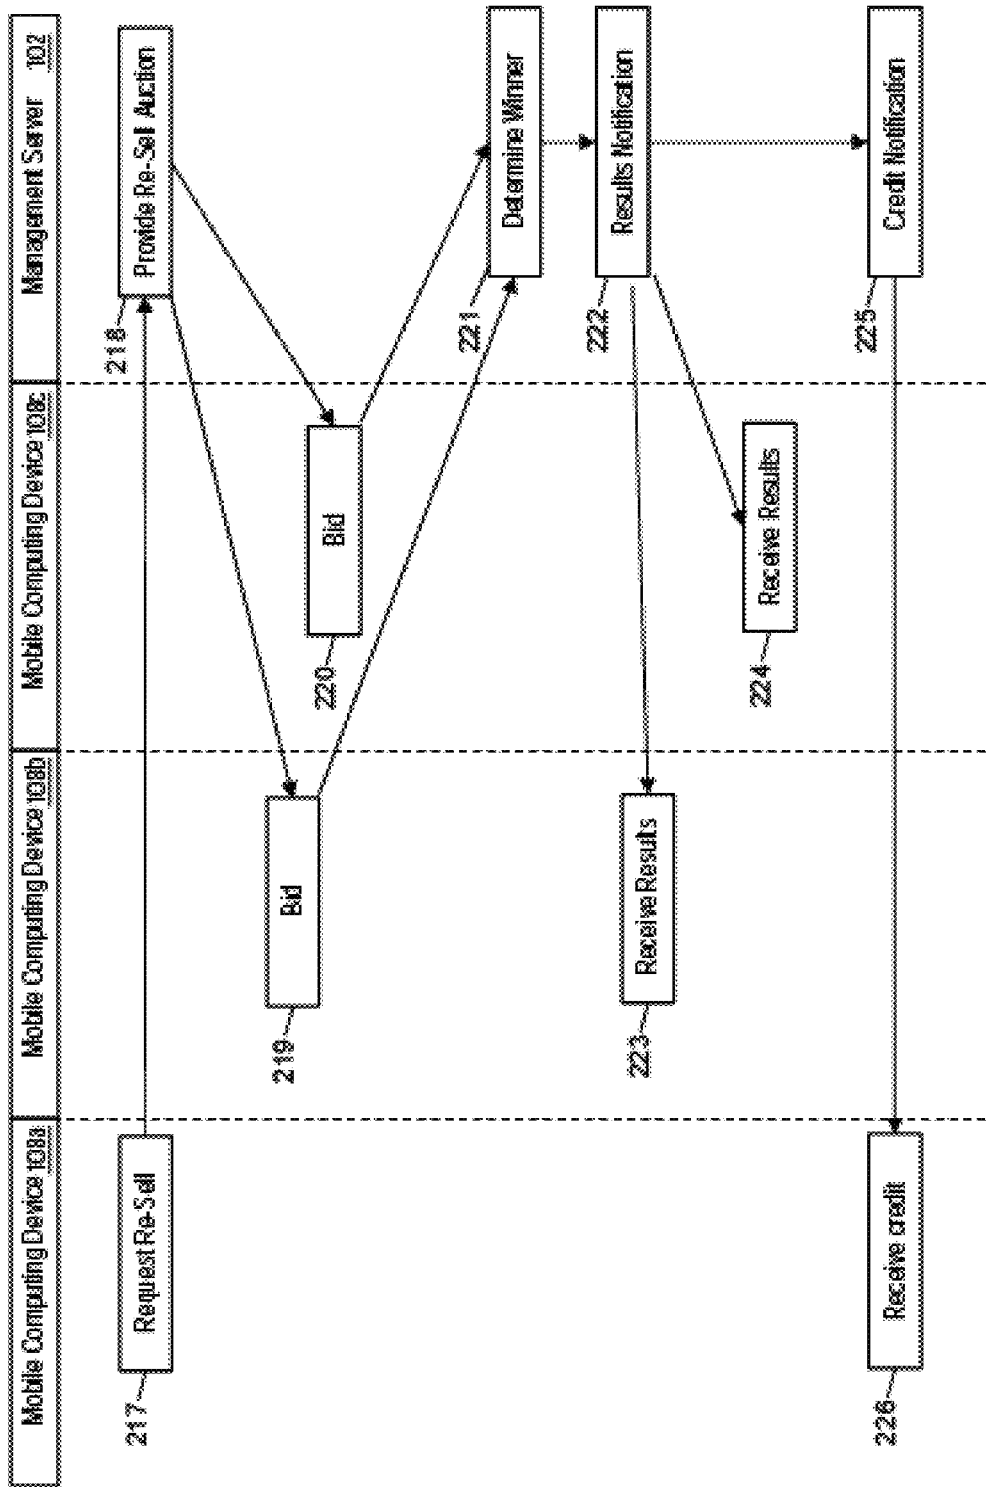 Mobile Computing Device 108a
Mobile Computing Device 108b
Mobile Computing Device 108c
Management Server 102
217
Request Re-Sell
218
Provide Re-Sell Auction
219
Bid
220
Bid
221
Determine Winner
222
Results Notification
223
Receive Results
224
Receive Results
225
Credit Notification
226
Receive credit